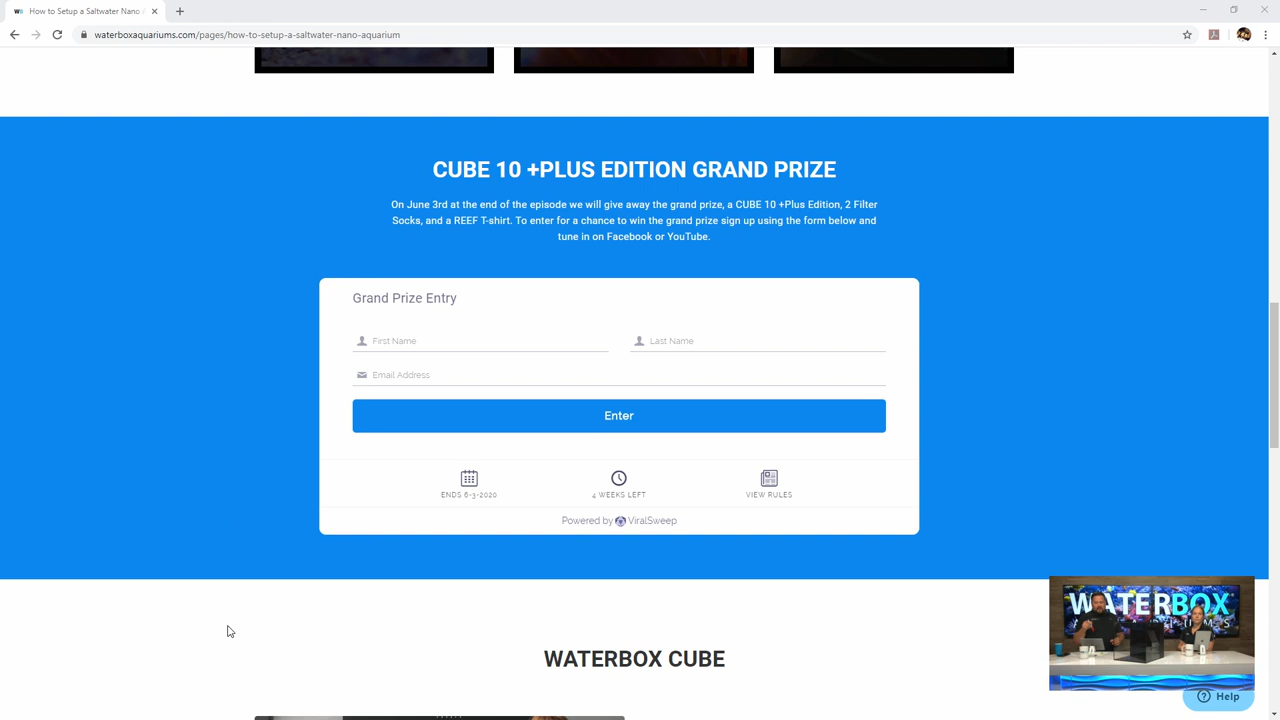 How to Setup a Saltwater Nano
waterboxaquariums.com/pages/how-to-setup-a-saltwater-nano-aquarium
CUBE 10 +PLUS EDITION GRAND PRIZE
On June 3rd at the end of the episode we will give away the grand prize, a CUBE 10 +Plus Edition, 2 Filter
Socks, and a REEF T-shirt. To enter for a chance to win the grand prize sign up using the form below and
tune in on Facebook or YouTube.
Grand Prize Entry
First Name
Last Name
Email Address
Enter
ENDS 6-3-2020
4 WEEKS LEFT
VIEW RULES
Powered by ViralSweep
WATERBOX
WATERBOX CUBE
Help